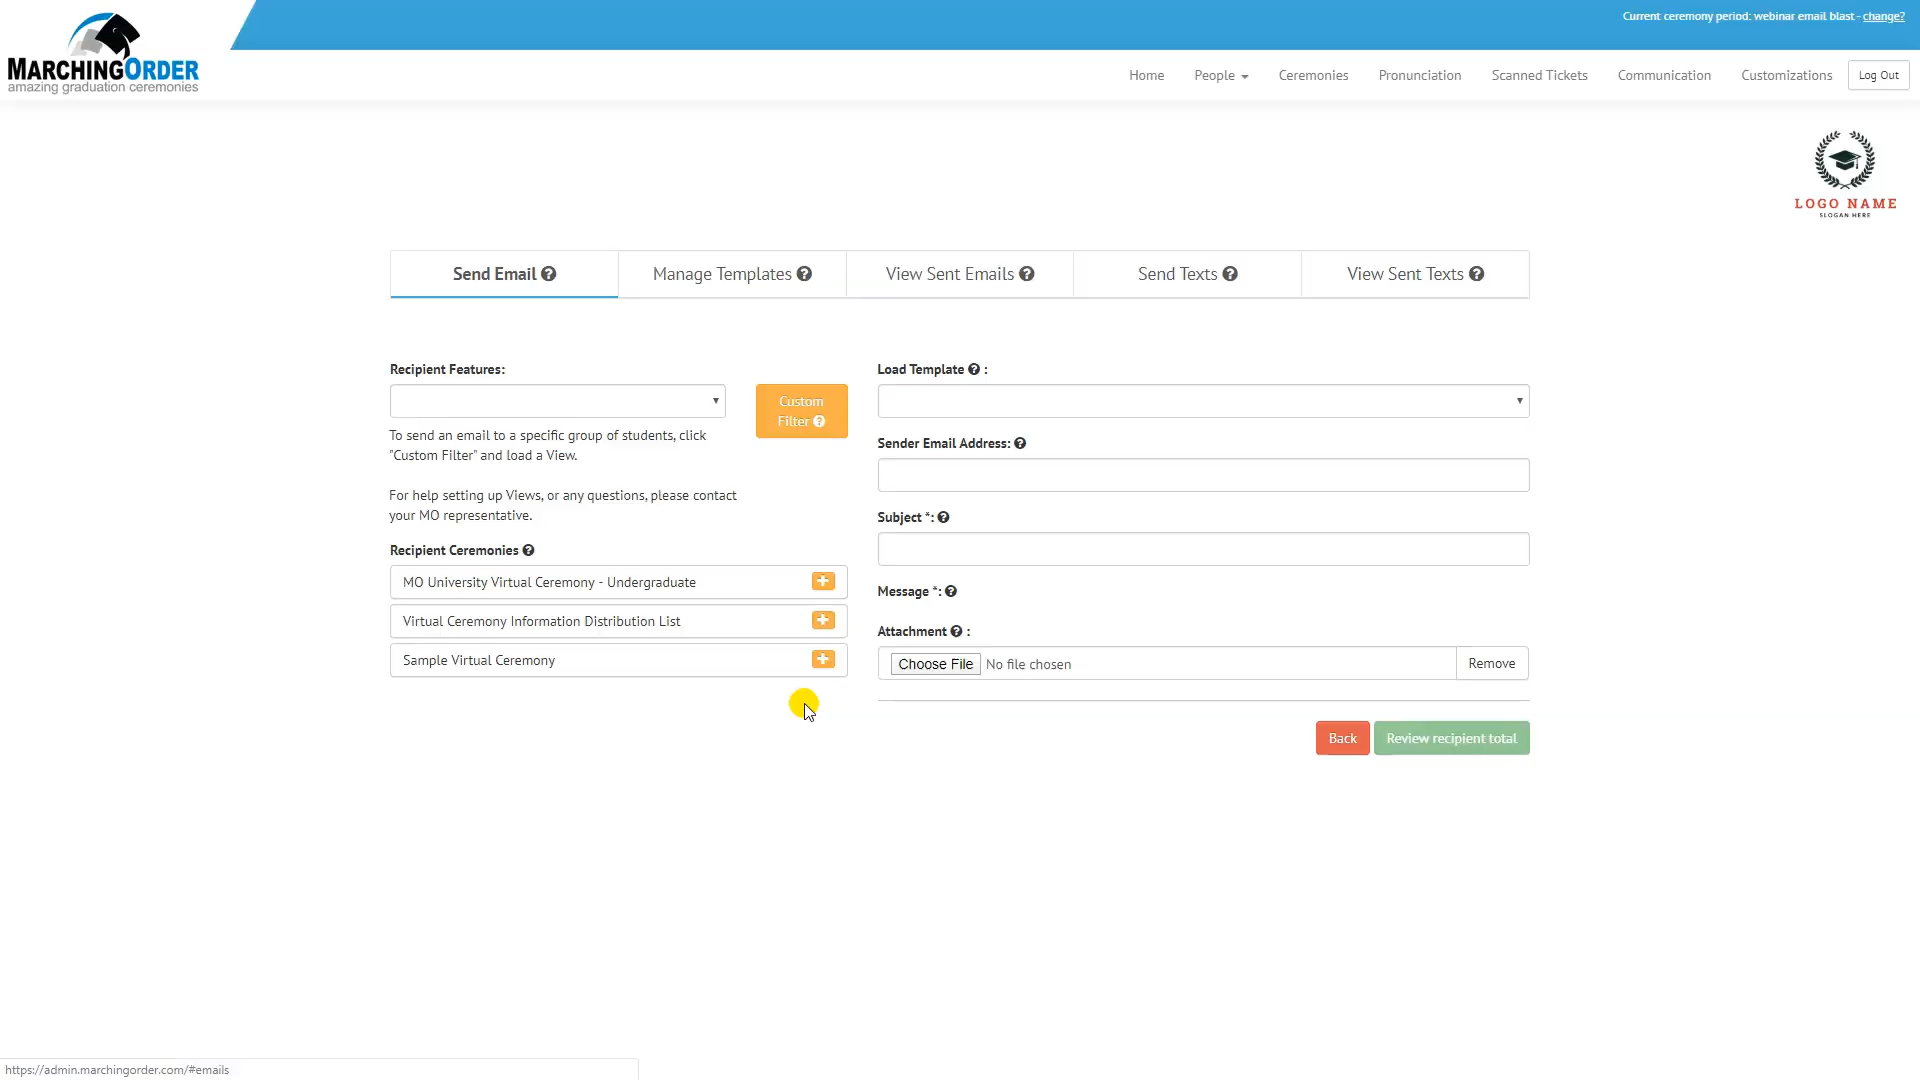 Current ceremony period: webinar email blast - change?
MARCHINGORDER
amazing graduation ceremonies
Home People Ceremonies Pronunciation Scanned Tickets Communication Customizations Log Out
LOGO NAME
SLOGAN HERE
Send Email ? Manage Templates ? View Sent Emails ? Send Texts ? View Sent Texts ?
Recipient Features:
Custom Filter ?
To send an email to a specific group of students, click
"Custom Filter" and load a View.
For help setting up Views, or any questions, please contact
your MO representative.
Recipient Ceremonies ?
MO University Virtual Ceremony - Undergraduate
Virtual Ceremony Information Distribution List
Sample Virtual Ceremony
Load Template ? :
Sender Email Address: ?
Subject *: ?
Message *: ?
Attachment ? :
Choose File No file chosen Remove
Back Review recipient total
https://admin.marchingorder.com/#emails